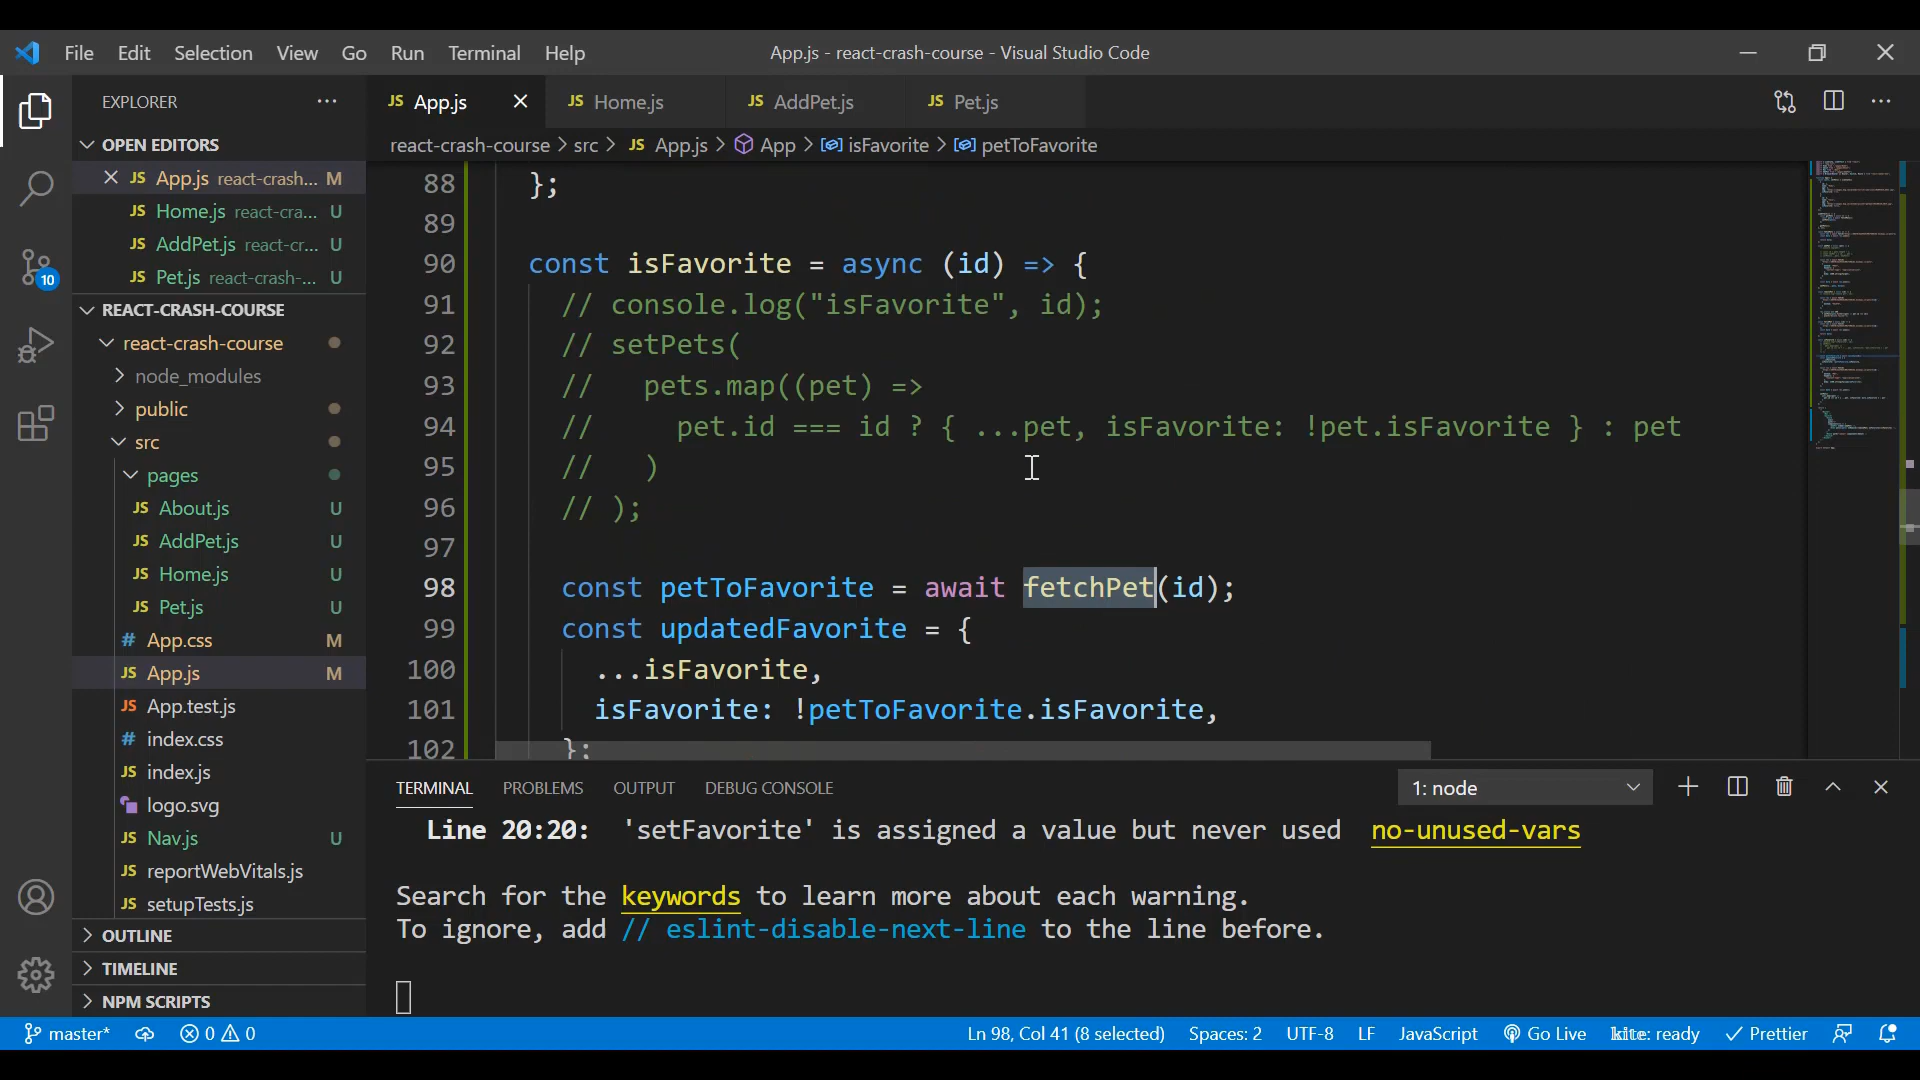 File Edit Selection View Go Run Terminal Help App.js - react-crash-course - Visual Studio Code
EXPLORER ···
OPEN EDITORS
JS App.js react-crash... M
JS Home.js react-cra... U
JS AddPet.js react-cr... U
JS Pet.js react-crash-... U
REACT-CRASH-COURSE
react-crash-course
node_modules
public
src
pages
JS About.js U
JS AddPet.js U
JS Home.js U
JS Pet.js U
# App.css M
JS App.js M
JS App.test.js
# index.css
JS index.js
logo.svg
JS Nav.js U
JS reportWebVitals.js
JS setupTests.js
OUTLINE
TIMELINE
NPM SCRIPTS
10
JS App.js JS Home.js JS AddPet.js JS Pet.js
react-crash-course > src > JS App.js > App > isFavorite > petToFavorite
88 };
89
90 const isFavorite = async (id) => {
91 // console.log("isFavorite", id);
92 // setPets(
93 // pets.map((pet) =>
94 // pet.id === id ? { ...pet, isFavorite: !pet.isFavorite } : pet
95 // )
96 // );
97
98 const petToFavorite = await fetchPet(id);
99 const updatedFavorite = {
100 ...isFavorite,
101 isFavorite: !petToFavorite.isFavorite,
102 };
TERMINAL PROBLEMS OUTPUT DEBUG CONSOLE 1: node
Line 20:20: 'setFavorite' is assigned a value but never used no-unused-vars
Search for the keywords to learn more about each warning.
To ignore, add // eslint-disable-next-line to the line before.
master* 0 0 Ln 98, Col 41 (8 selected) Spaces: 2 UTF-8 LF JavaScript Go Live kite: ready Prettier